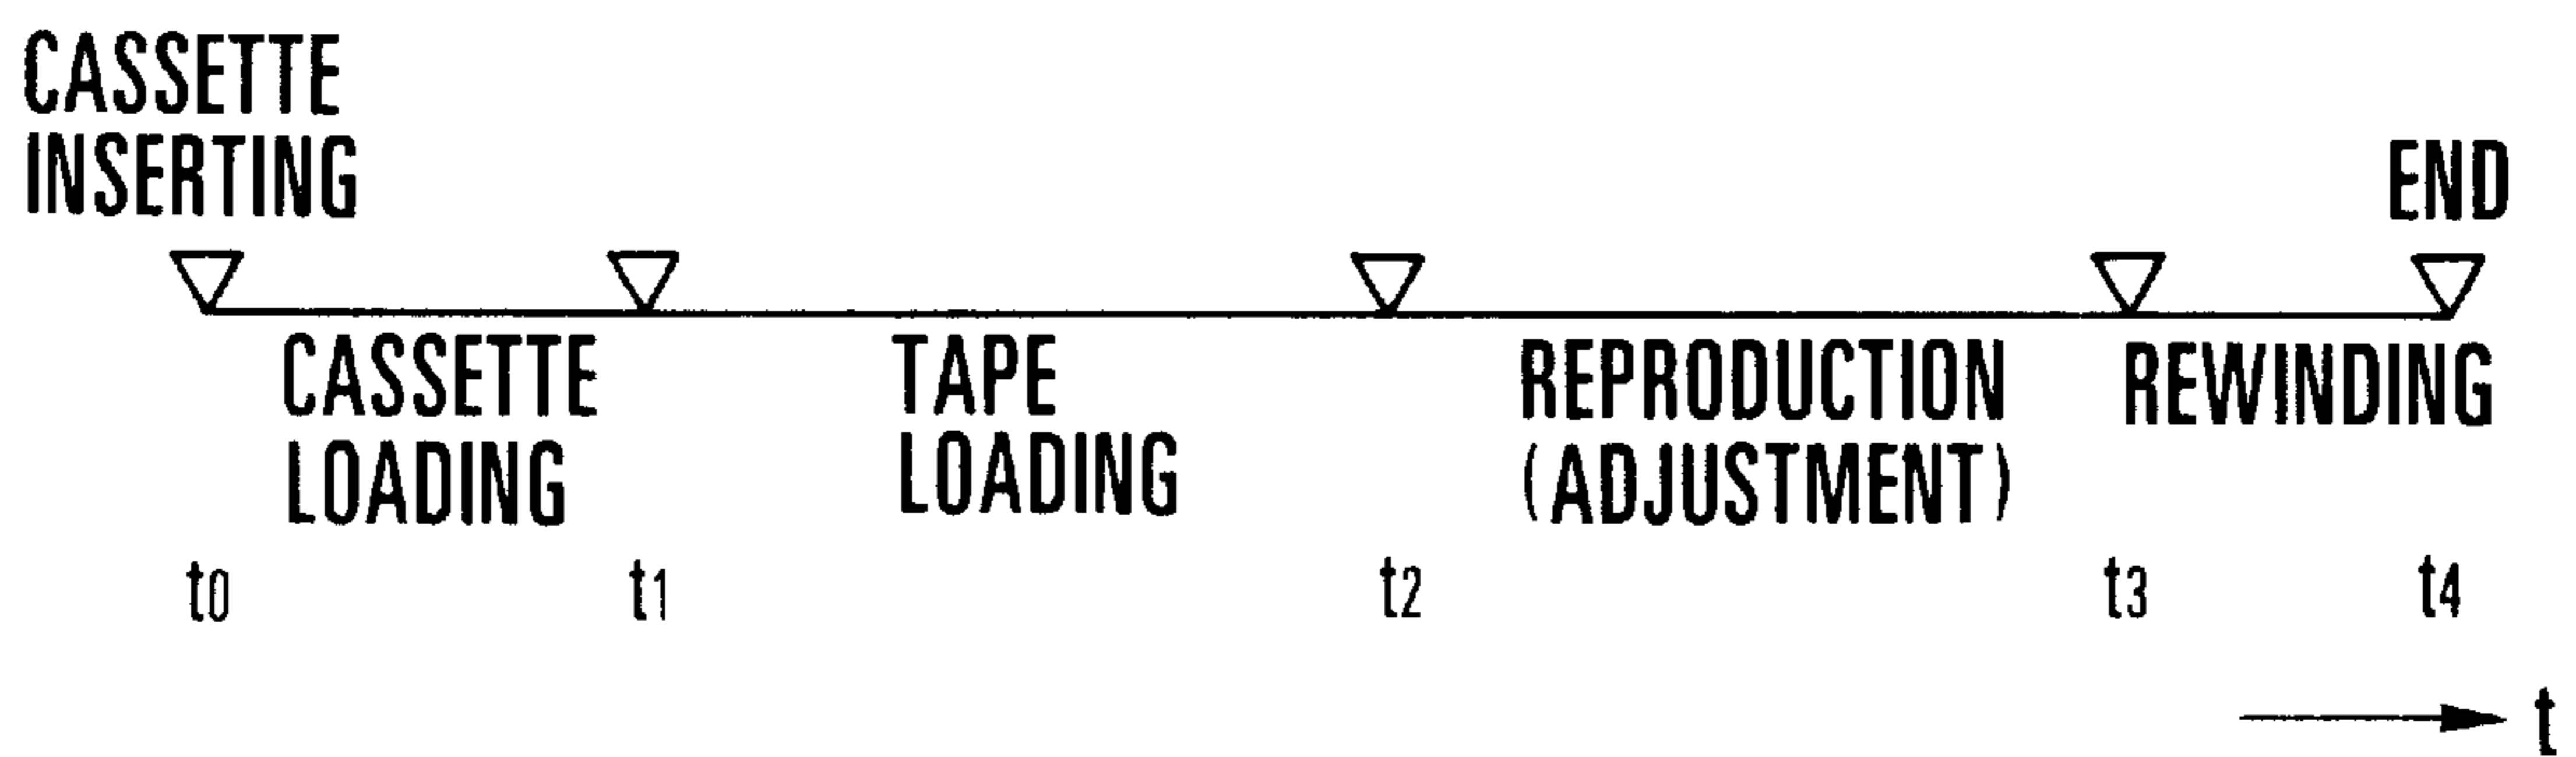 CASSETTE
INSERTING
END
CASSETTE
LOADING
TAPE
LOADING
REPRODUCTION
(ADJUSTMENT)
REWINDING
t0 t1 t2 t3 t4
t